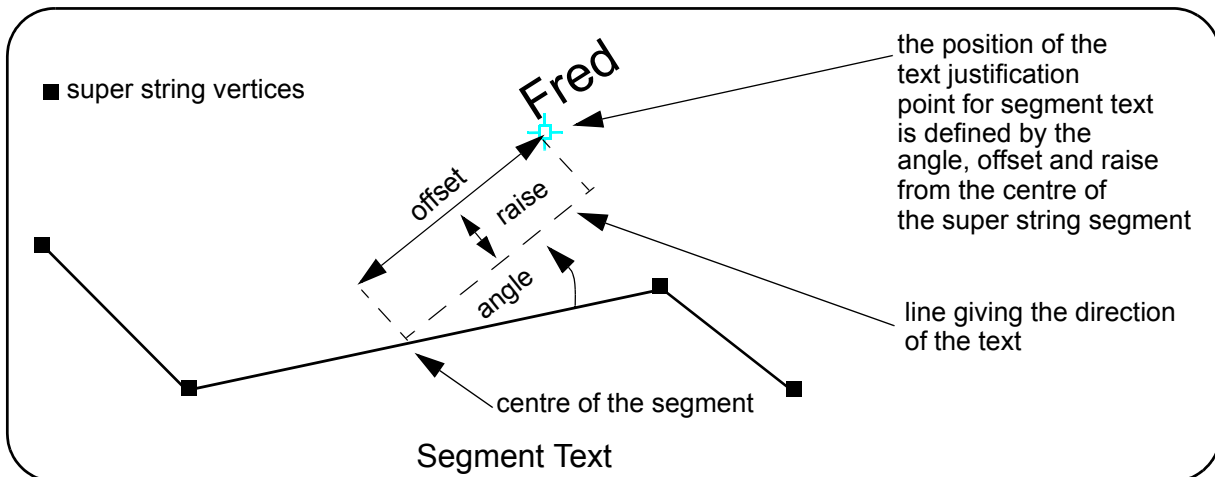 Fred
super string vertices
the position of the
text justification
point for segment text
is defined by the
angle, offset and raise
from the centre of
the super string segment
offset
raise
angle
line giving the direction
of the text
centre of the segment
Segment Text